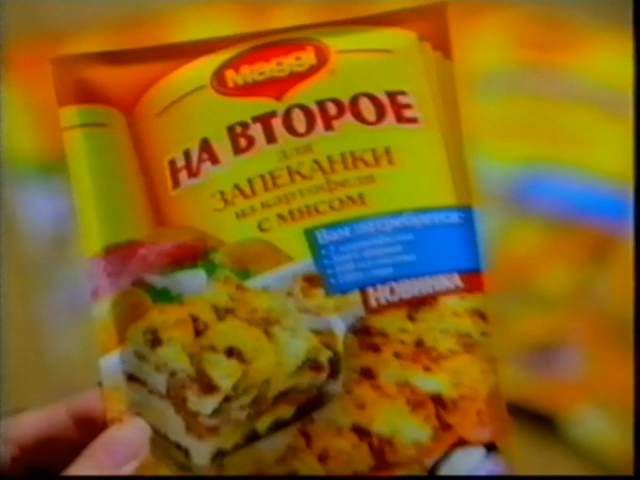 Maggi
НА ВТОРОЕ
для
ЗАПЕКАНКИ
из картофеля
с мясом
Вам потребуется:
НОВИНКА